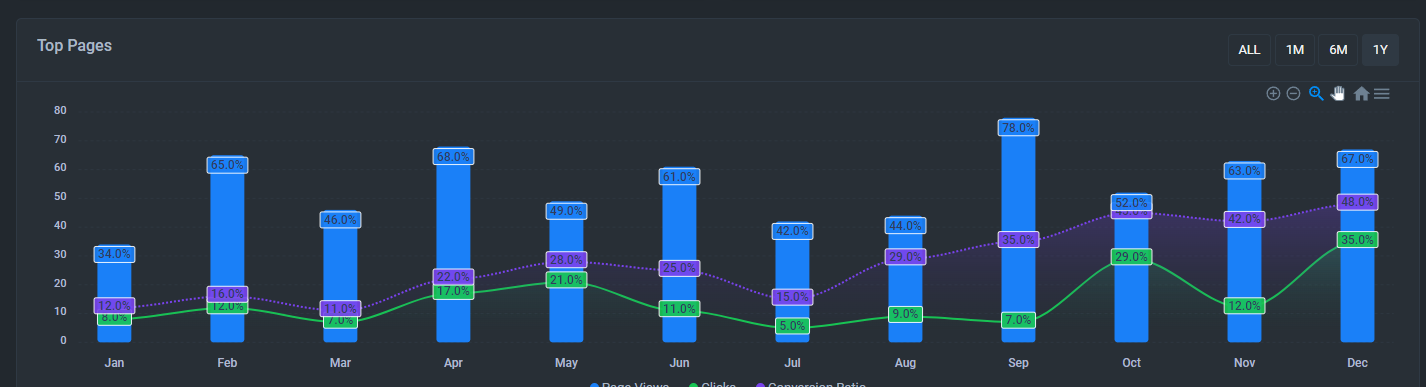 Top Pages
ALL 1M 6M 1Y
80
70
60
50
40
30
20
10
0
34.0% 65.0% 46.0% 68.0% 49.0% 61.0% 42.0% 44.0% 78.0% 52.0% 63.0% 67.0%
12.0% 16.0% 11.0% 22.0% 28.0% 25.0% 15.0% 29.0% 35.0% 42.0% 48.0%
8.0% 12.0% 7.0% 17.0% 21.0% 11.0% 5.0% 9.0% 7.0% 29.0% 12.0% 35.0%
Jan Feb Mar Apr May Jun Jul Aug Sep Oct Nov Dec
Page Views Clicks Conversion Ratio